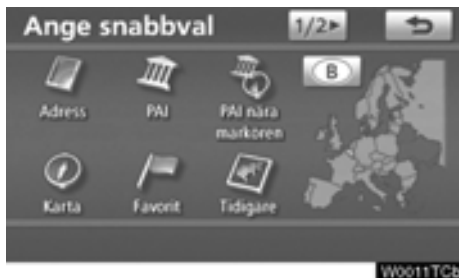 Ange snabbval
1/2
B
Adress
PAI
PAI nära
markören
Karta
Favorit
Tidigare
W0011TCb